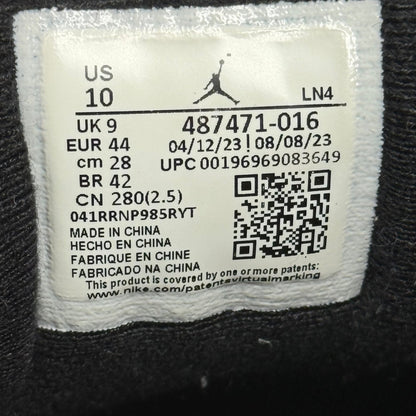 US
10
LN4
UK 9 487471-016
EUR 44 04/12/23 | 08/08/23
cm 28 UPC 00196969083649
BR 42
CN 280(2.5)
041RRNP985RYT
MADE IN CHINA
HECHO EN CHINA
FABRIQUE EN CHINE
FABRICADO NA CHINA
This product is covered by one or more patents:
www.nike.com/patentsvirtualmarking